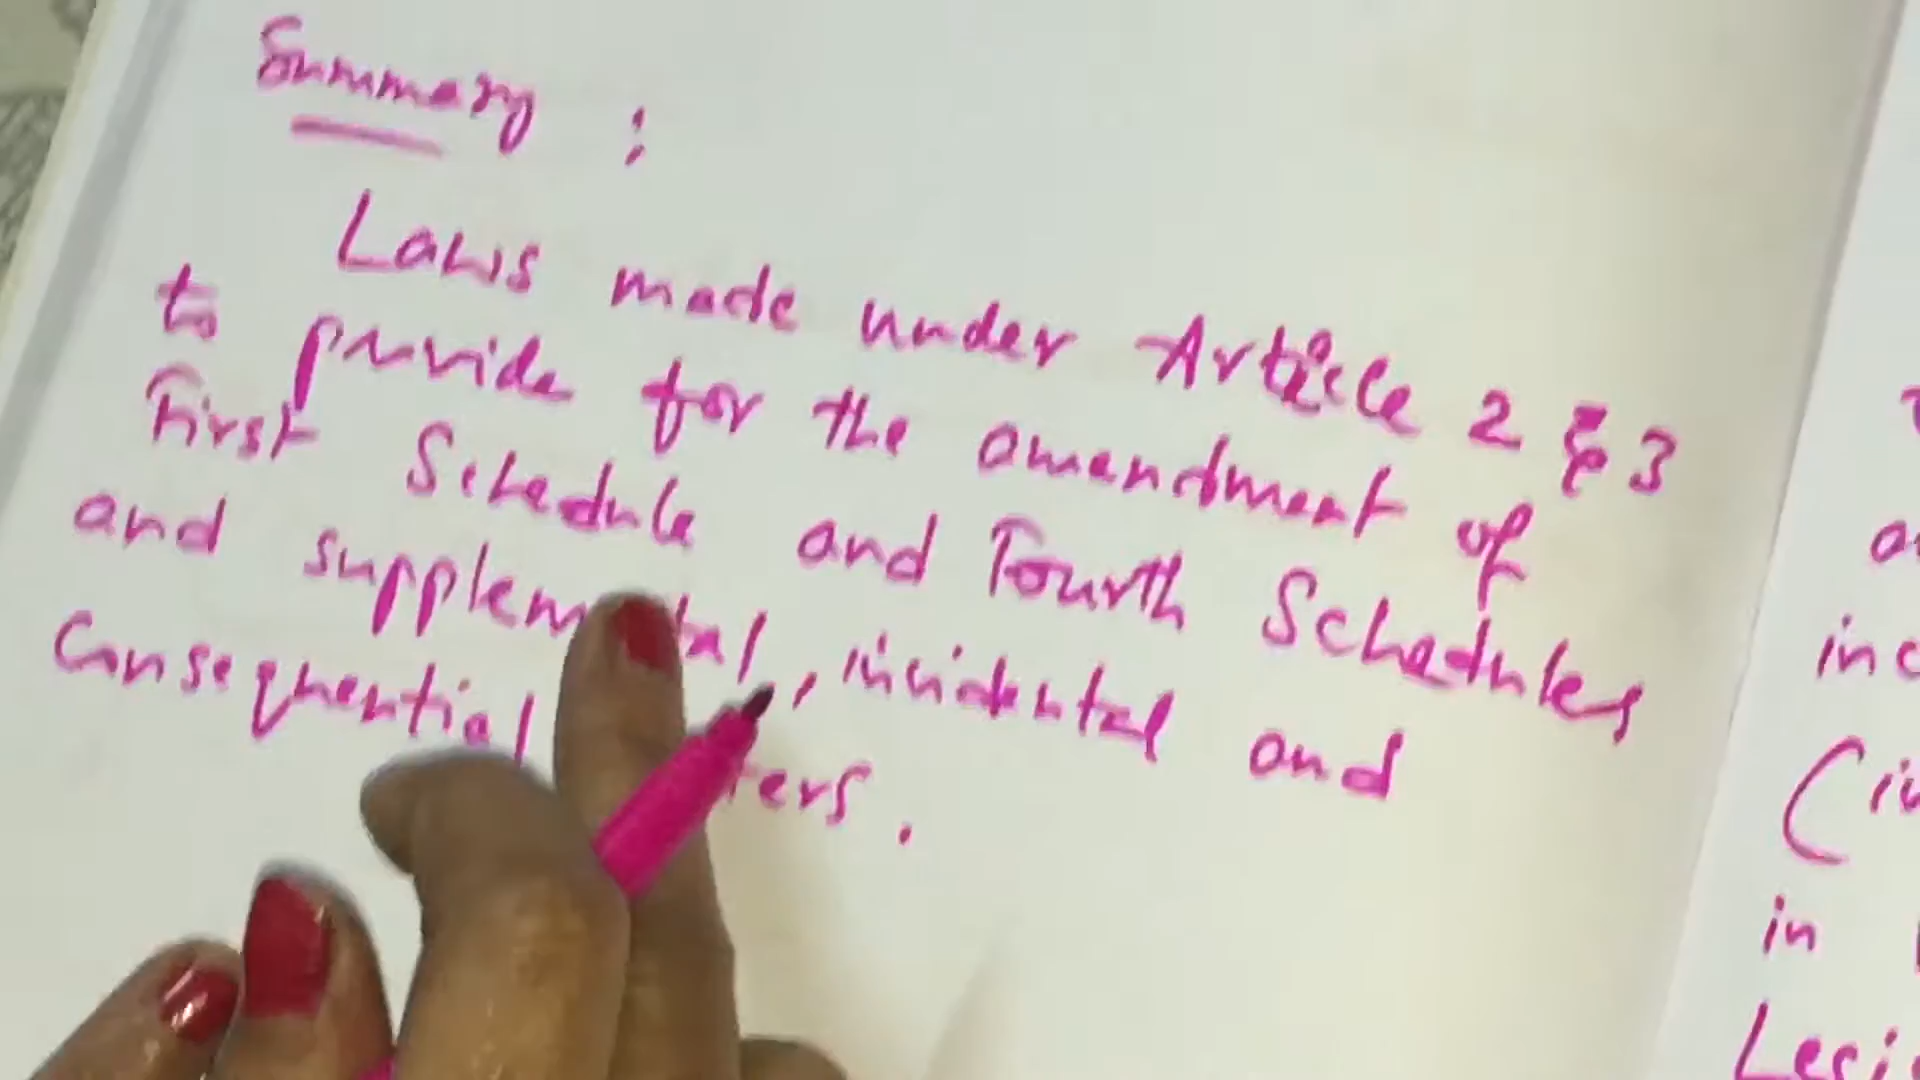 Summary :
Laws made under Article 2 & 3
to provide for the amendment of
First Schedule and Fourth Schedules
and supplemental, incidental and
Consequential
in